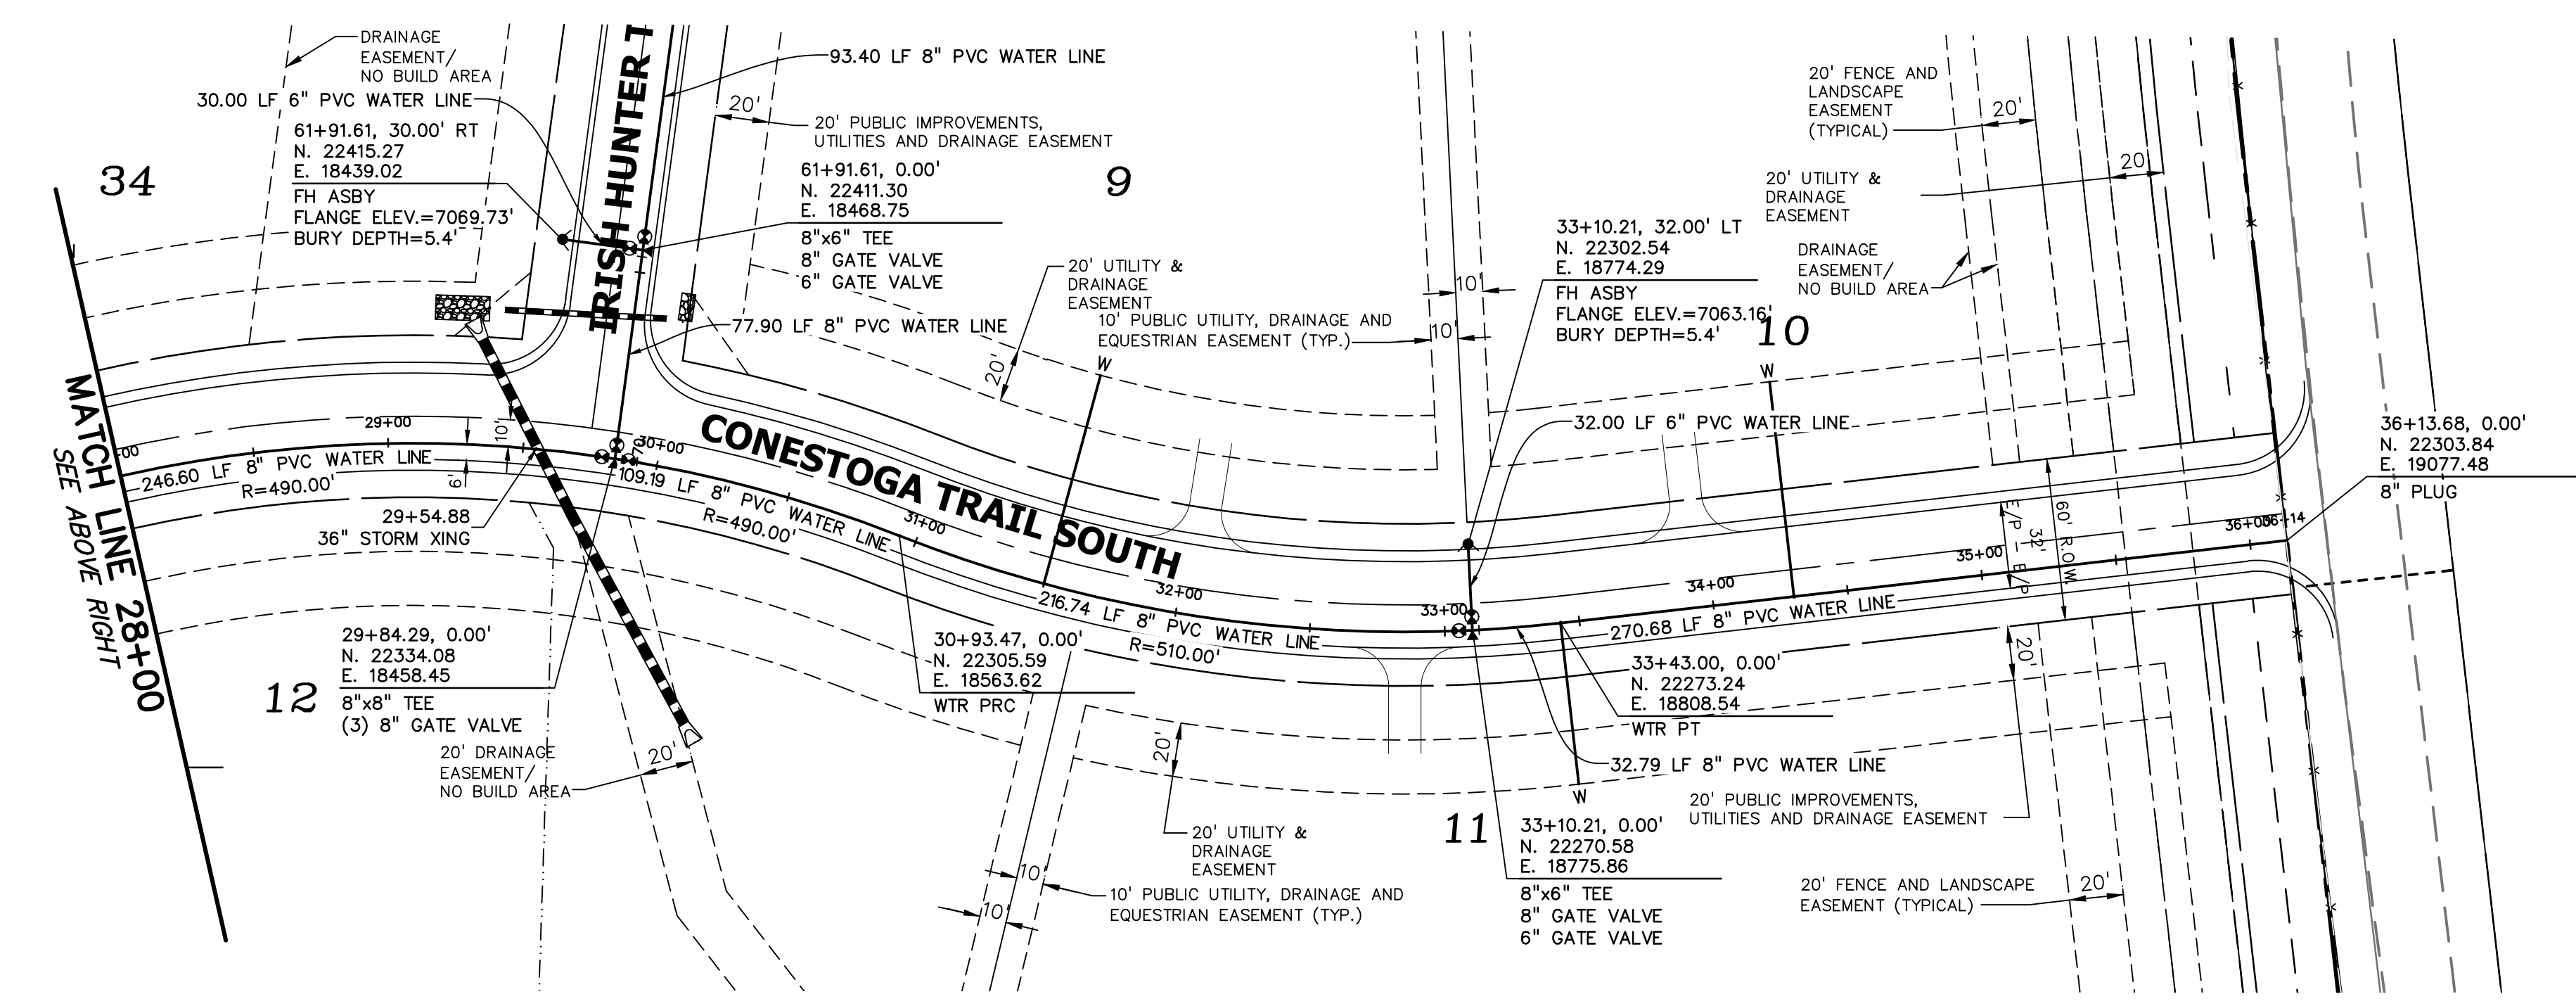 DRAINAGE
EASEMENT/
NO BUILD AREA
30.00 LF 6" PVC WATER LINE
61+91.61, 30.00' RT
N. 22415.27
E. 18439.02
FH ASBY
FLANGE ELEV.=7069.73'
BURY DEPTH=5.4'
34
IRISH HUNTER
93.40 LF 8" PVC WATER LINE
20'
20' PUBLIC IMPROVEMENTS,
UTILITIES AND DRAINAGE EASEMENT
61+91.61, 0.00'
N. 22411.30
E. 18468.75
8"x6" TEE
8" GATE VALVE
6" GATE VALVE
9
77.90 LF 8" PVC WATER LINE
20' UTILITY &
DRAINAGE
EASEMENT
20'
10' PUBLIC UTILITY, DRAINAGE AND
EQUESTRIAN EASEMENT (TYP.)
W
10'
10'
33+10.21, 32.00' LT
N. 22302.54
E. 18774.29
FH ASBY
FLANGE ELEV.=7063.16'
BURY DEPTH=5.4'
10
W
20' FENCE AND
LANDSCAPE
EASEMENT
(TYPICAL)
20'
20' UTILITY &
DRAINAGE
EASEMENT
20'
DRAINAGE
EASEMENT/
NO BUILD AREA
32.00 LF 6" PVC WATER LINE
36+13.68, 0.00'
N. 22303.84
E. 19077.48
8" PLUG
MATCH LINE 28+00
SEE ABOVE RIGHT
29+00
246.60 LF 8" PVC WATER LINE
R=490.00'
10'
6'
30+00
109.19 LF 8" PVC WATER LINE
R=490.00'
CONESTOGA TRAIL SOUTH
31+00
32+00
216.74 LF 8" PVC WATER LINE
R=510.00'
33+00
34+00
270.68 LF 8" PVC WATER LINE
35+00
E/P
32'
E/P
60' R.O.W.
36+00
36+14
29+54.88
36" STORM XING
29+84.29, 0.00'
N. 22334.08
E. 18458.45
8"x8" TEE
(3) 8" GATE VALVE
12
20' DRAINAGE
EASEMENT/
NO BUILD AREA
20'
30+93.47, 0.00'
N. 22305.59
E. 18563.62
WTR PRC
20'
20' UTILITY &
DRAINAGE
EASEMENT
10'
10'
10' PUBLIC UTILITY, DRAINAGE AND
EQUESTRIAN EASEMENT (TYP.)
33+43.00, 0.00'
N. 22273.24
E. 18808.54
WTR PT
32.79 LF 8" PVC WATER LINE
W
11
33+10.21, 0.00'
N. 22270.58
E. 18775.86
8"x6" TEE
8" GATE VALVE
6" GATE VALVE
20'
20' PUBLIC IMPROVEMENTS,
UTILITIES AND DRAINAGE EASEMENT
20' FENCE AND LANDSCAPE
EASEMENT (TYPICAL)
20'